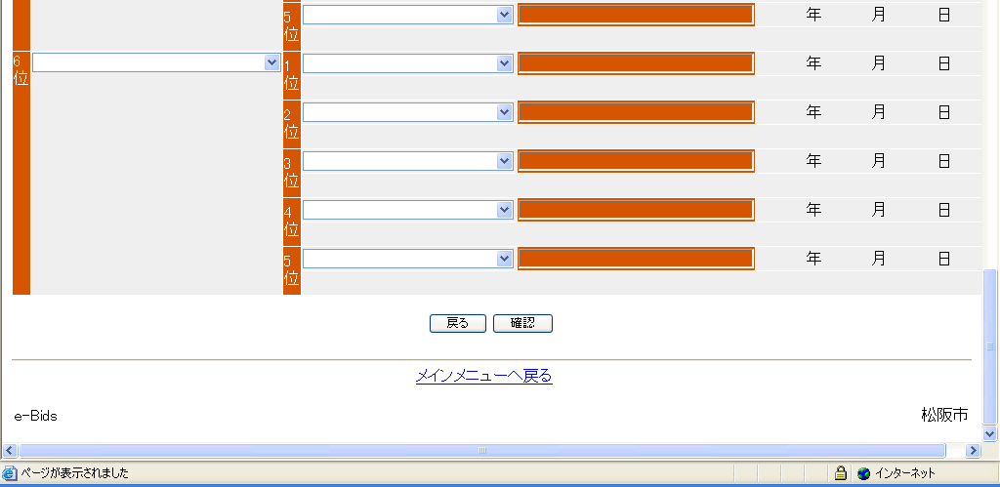 5位 年 月 日
6位 1位 年 月 日
2位 年 月 日
3位 年 月 日
4位 年 月 日
5位 年 月 日
戻る 確認
メインメニューへ戻る
e-Bids 松阪市
ページが表示されました インターネット